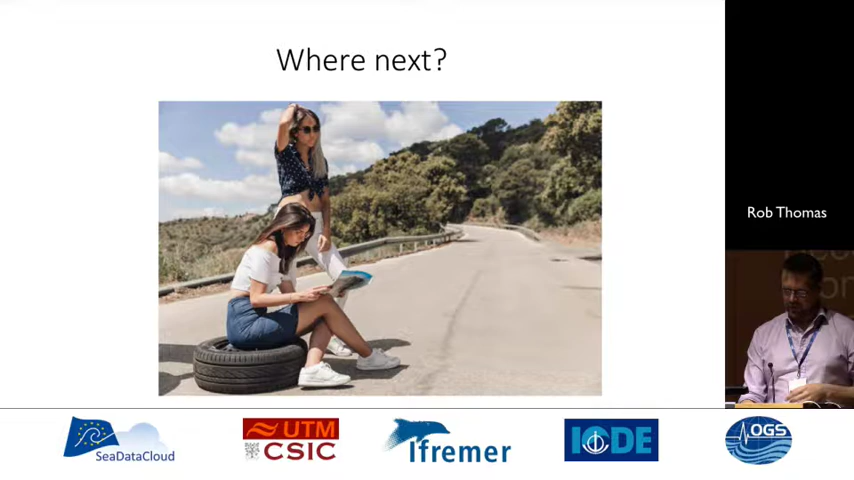 Where next?
Rob Thomas
SeaDataCloud
UTM
CSIC
Ifremer
IODE
OGS